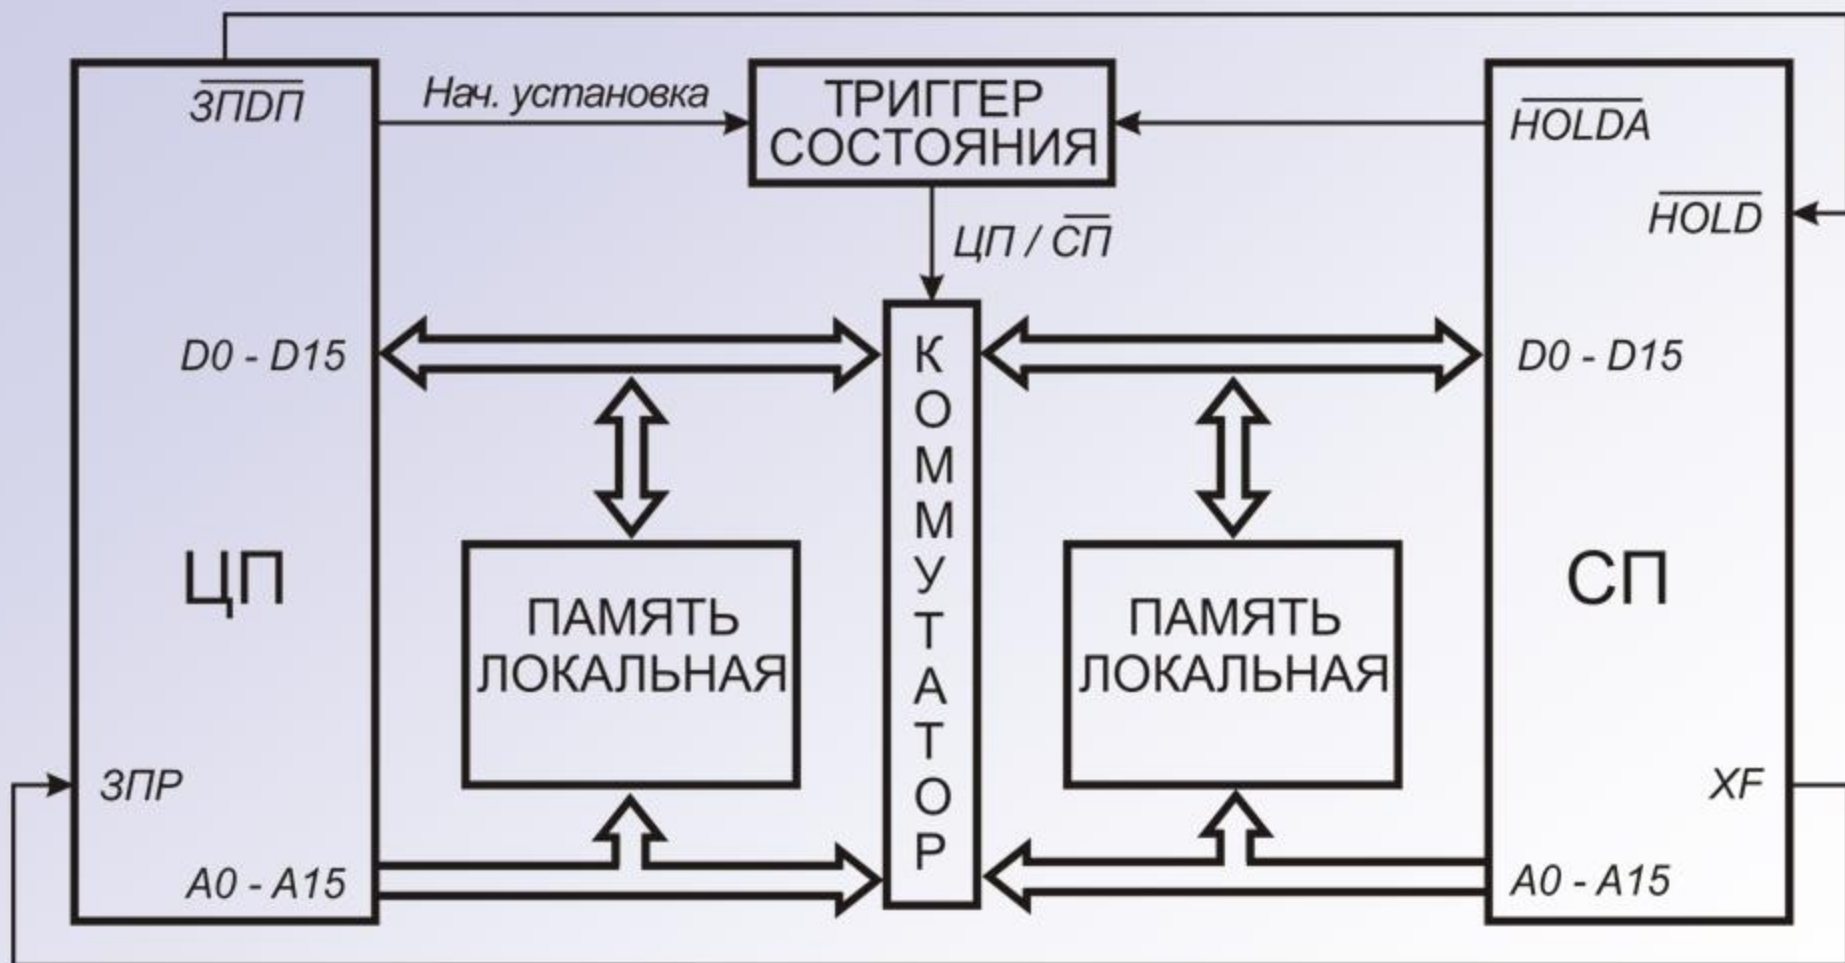 ЗПДП
Нач. установка
ТРИГГЕР
СОСТОЯНИЯ
HOLDA
HOLD
ЦП / СП
D0 - D15
КОММУТАТОР
D0 - D15
ЦП
ПАМЯТЬ
ЛОКАЛЬНАЯ
ПАМЯТЬ
ЛОКАЛЬНАЯ
СП
ЗПР
XF
A0 - A15
A0 - A15